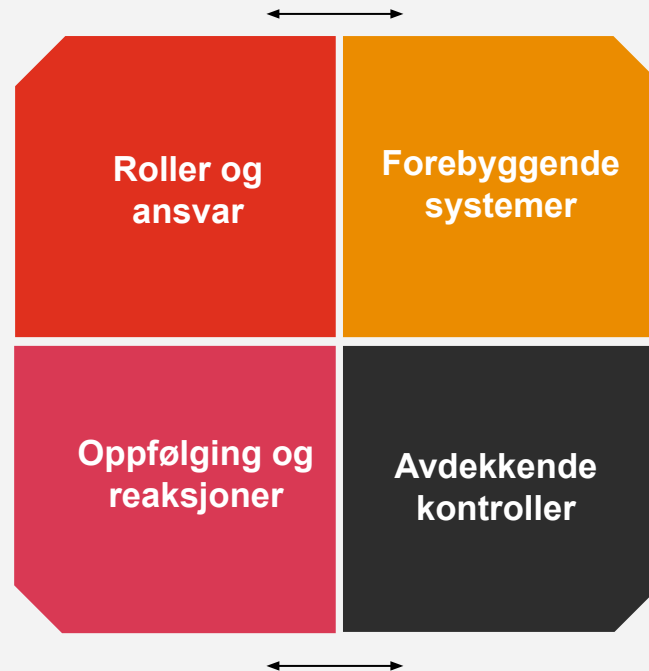 Roller og
ansvar
Forebyggende
systemer
Oppfølging og
reaksjoner
Avdekkende
kontroller